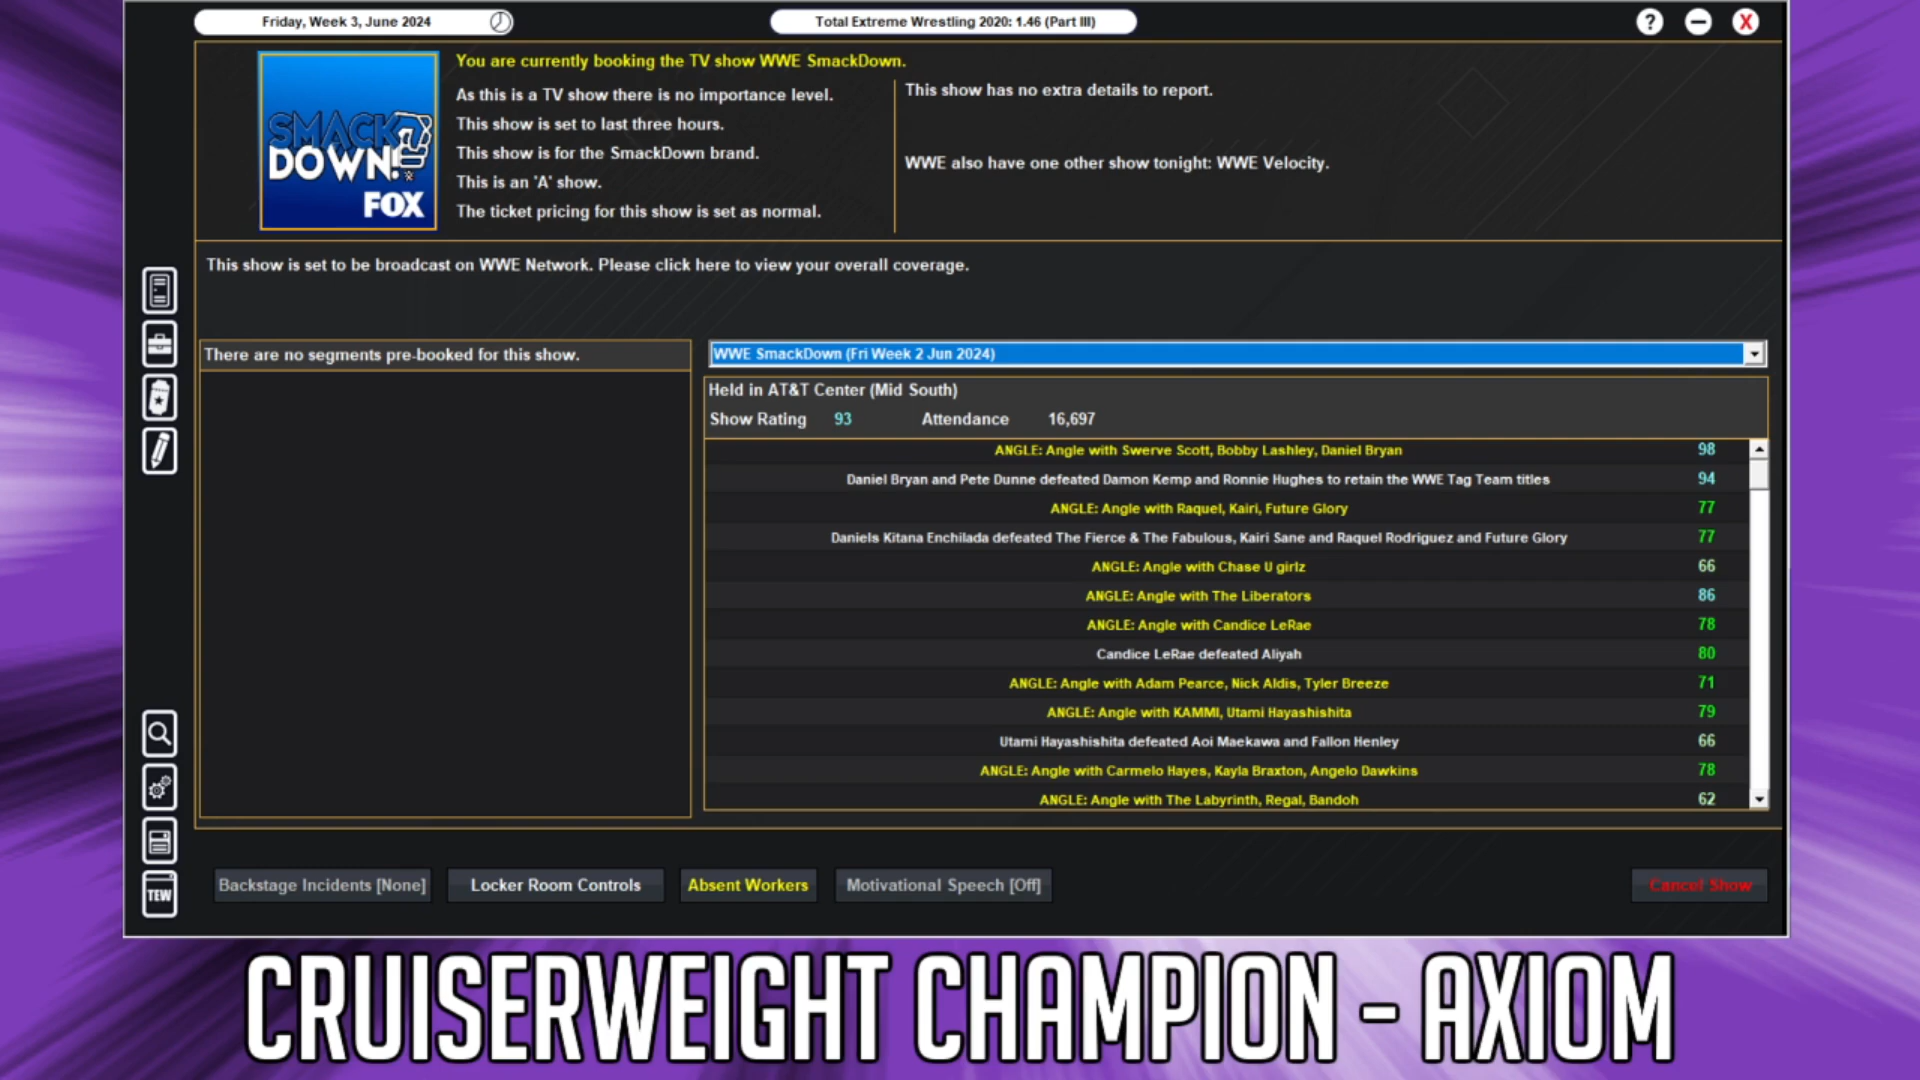 Friday, Week 3, June 2024
Total Extreme Wrestling 2020: 1.46 (Part III)
?
X
SMACK
DOWN!
FOX
You are currently booking the TV show WWE SmackDown.
As this is a TV show there is no importance level.
This show is set to last three hours.
This show is for the SmackDown brand.
This is an 'A' show.
The ticket pricing for this show is set as normal.
This show has no extra details to report.
WWE also have one other show tonight: WWE Velocity.
This show is set to be broadcast on WWE Network. Please click here to view your overall coverage.
There are no segments pre-booked for this show.
WWE SmackDown (Fri Week 2 Jun 2024)
Held in AT&T Center (Mid South)
Show Rating 93 Attendance 16,697
ANGLE: Angle with Swerve Scott, Bobby Lashley, Daniel Bryan 98
Daniel Bryan and Pete Dunne defeated Damon Kemp and Ronnie Hughes to retain the WWE Tag Team titles 94
ANGLE: Angle with Raquel, Kairi, Future Glory 77
Daniels Kitana Enchilada defeated The Fierce & The Fabulous, Kairi Sane and Raquel Rodriguez and Future Glory 77
ANGLE: Angle with Chase U girlz 66
ANGLE: Angle with The Liberators 86
ANGLE: Angle with Candice LeRae 78
Candice LeRae defeated Aliyah 80
ANGLE: Angle with Adam Pearce, Nick Aldis, Tyler Breeze 71
ANGLE: Angle with KAMMI, Utami Hayashishita 79
Utami Hayashishita defeated Aoi Maekawa and Fallon Henley 66
ANGLE: Angle with Carmelo Hayes, Kayla Braxton, Angelo Dawkins 78
ANGLE: Angle with The Labyrinth, Regal, Bandoh 62
TEW
Backstage Incidents [None]
Locker Room Controls
Absent Workers
Motivational Speech [Off]
Cancel Show
CRUISERWEIGHT CHAMPION - AXIOM